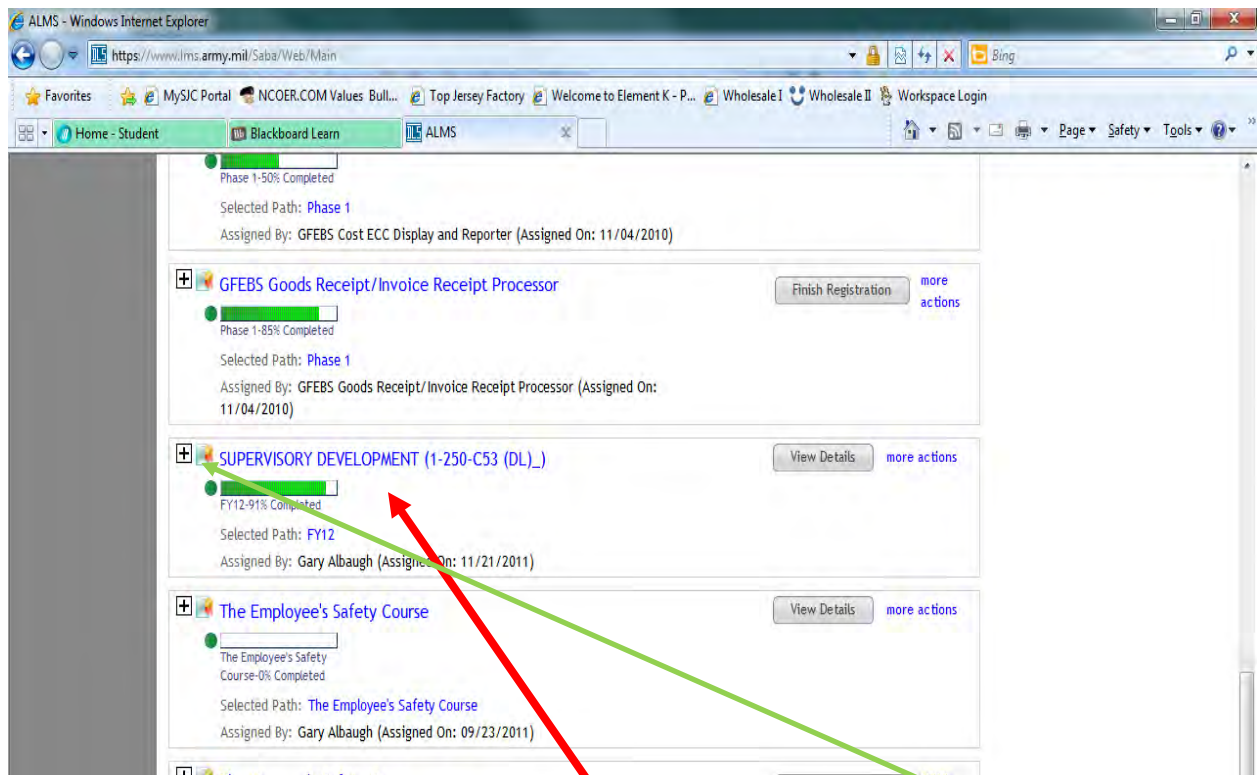 ALMS - Windows Internet Explorer
https://www.lms.army.mil/Saba/Web/Main
Bing
Favorites MySJC Portal NCOER.COM Values Bull... Top Jersey Factory Welcome to Element K - P... Wholesale I Wholesale II Workspace Login
Home - Student Blackboard Learn ALMS Page Safety Tools
Phase 1-50% Completed
Selected Path: Phase 1
Assigned By: GFEBS Cost ECC Display and Reporter (Assigned On: 11/04/2010)
GFEBS Goods Receipt/Invoice Receipt Processor Finish Registration more
actions
Phase 1-85% Completed
Selected Path: Phase 1
Assigned By: GFEBS Goods Receipt/Invoice Receipt Processor (Assigned On:
11/04/2010)
SUPERVISORY DEVELOPMENT (1-250-C53 (DL)_) View Details more actions
FY12-91% Completed
Selected Path: FY12
Assigned By: Gary Albaugh (Assigned On: 11/21/2011)
The Employee's Safety Course View Details more actions
The Employee's Safety
Course-0% Completed
Selected Path: The Employee's Safety Course
Assigned By: Gary Albaugh (Assigned On: 09/23/2011)